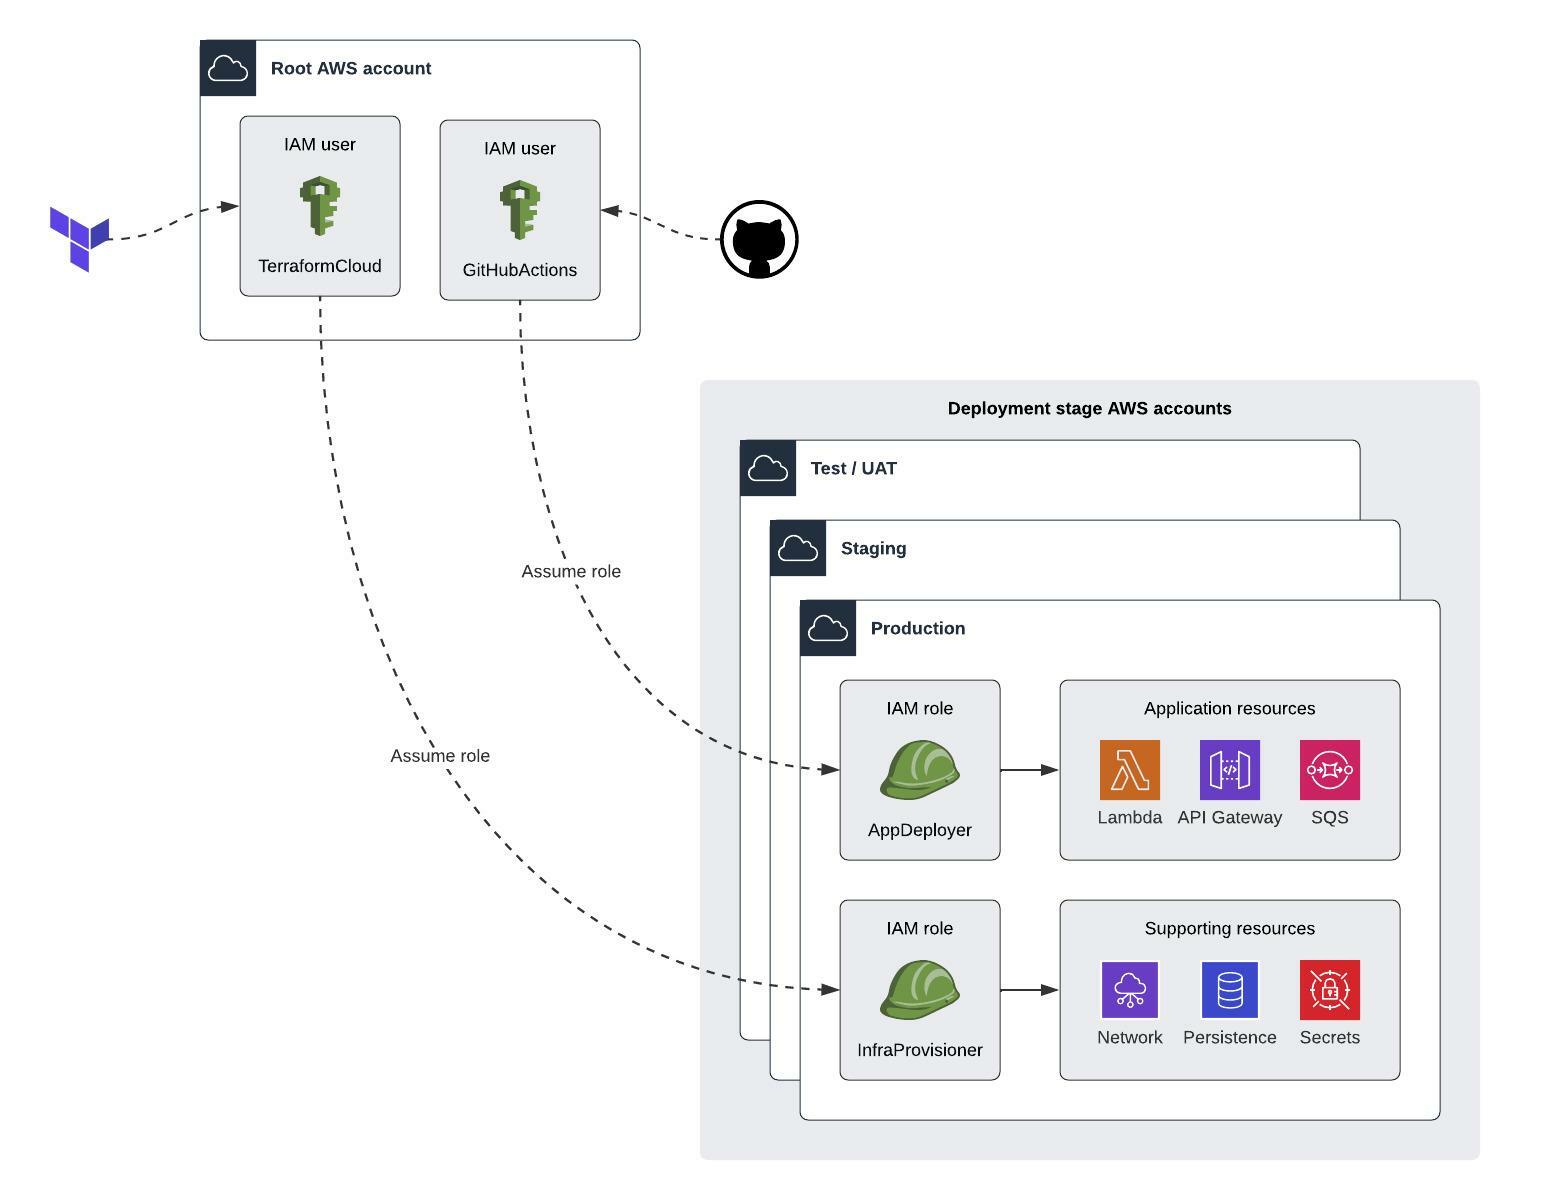 Root AWS account
IAM user
TerraformCloud
IAM user
GitHubActions
Assume role
Assume role
Deployment stage AWS accounts
Test / UAT
Staging
Production
IAM role
AppDeployer
Application resources
Lambda
API Gateway
SQS
IAM role
InfraProvisioner
Supporting resources
Network
Persistence
Secrets